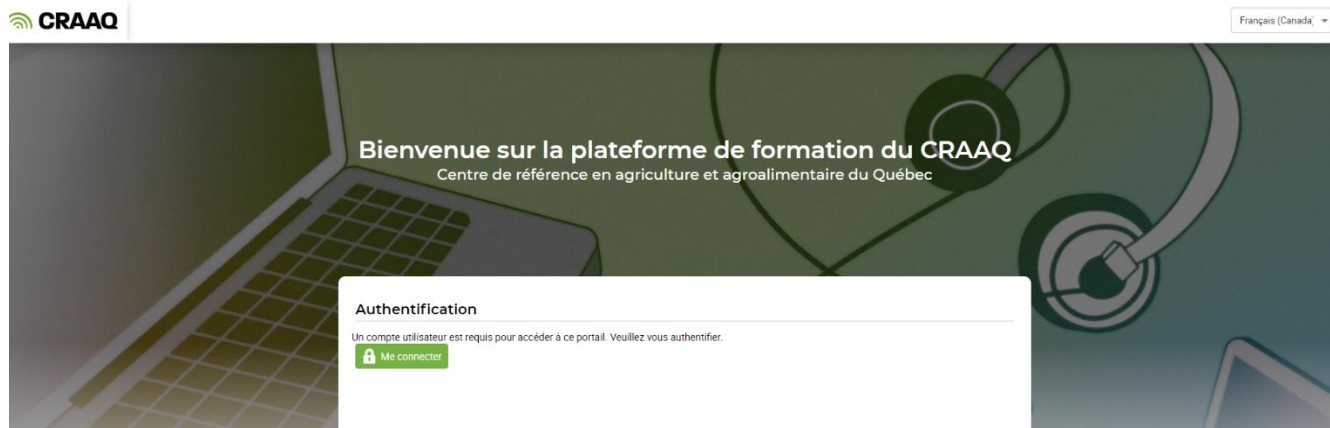 CRAAQ
Français (Canada)
Bienvenue sur la plateforme de formation du CRAAQ
Centre de référence en agriculture et agroalimentaire du Québec
Authentification
Un compte utilisateur est requis pour accéder à ce portail. Veuillez vous authentifier.
Me connecter